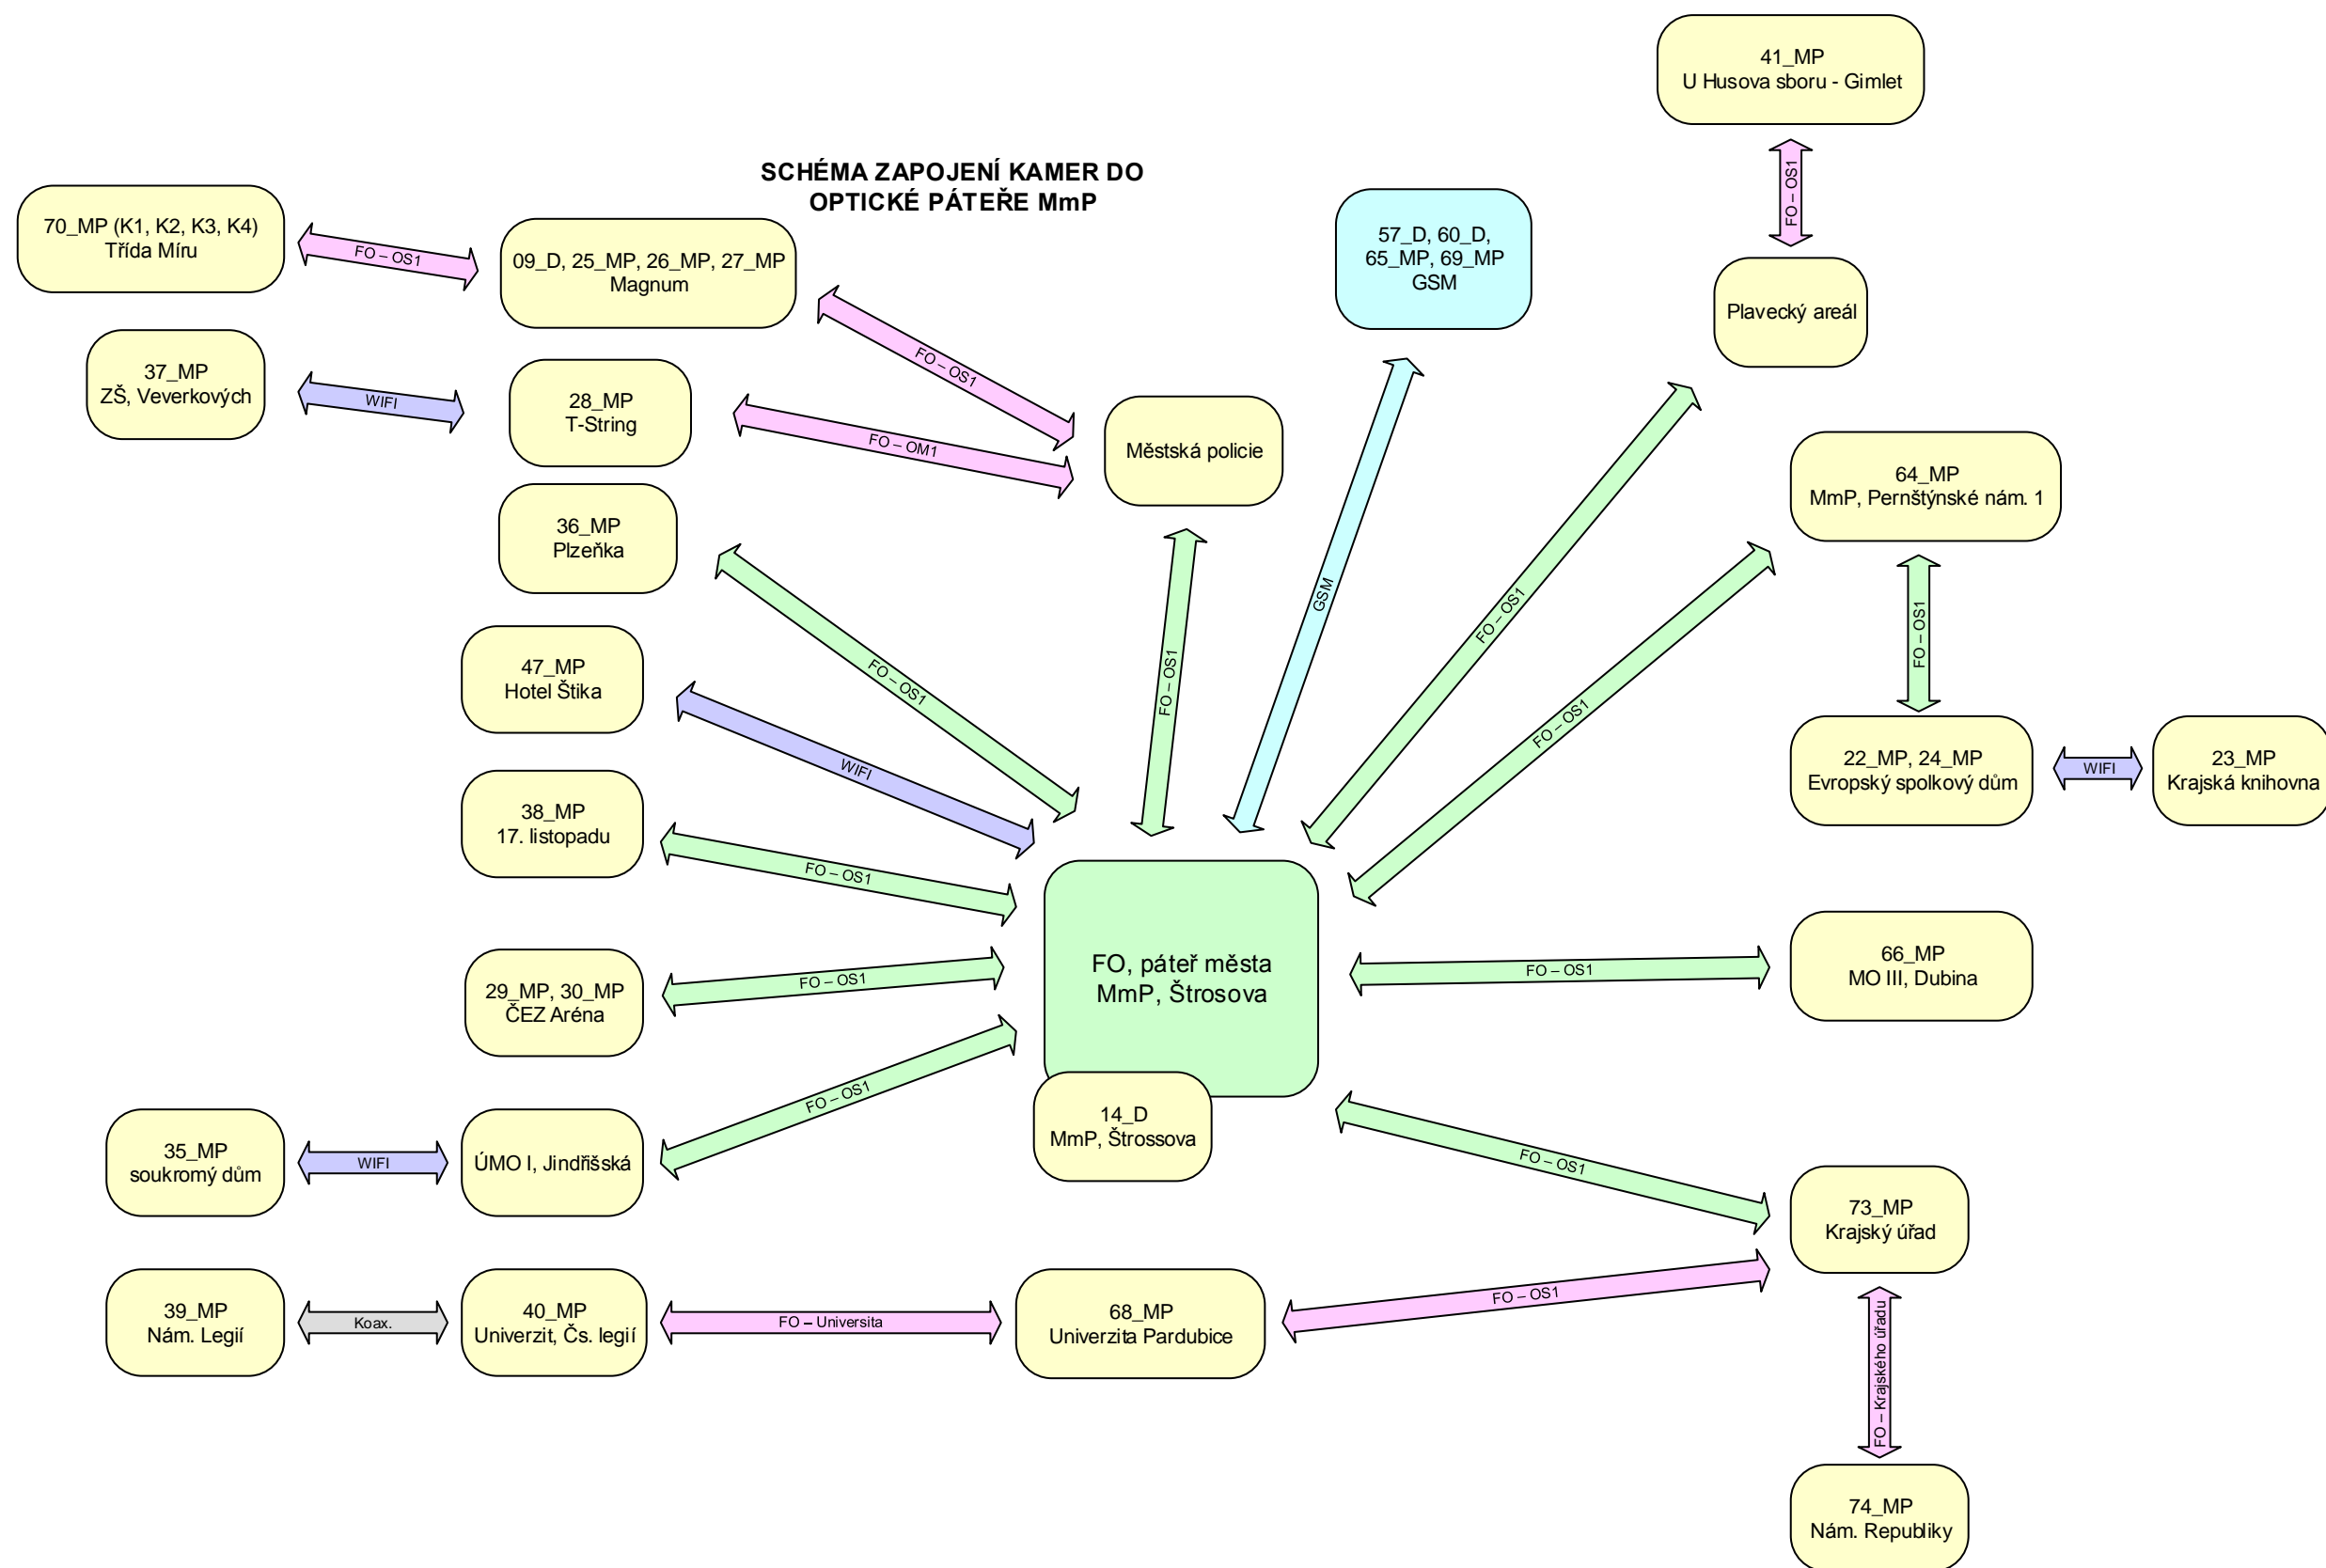 41_MP
U Husova sboru - Gimlet
FO – OS1
SCHÉMA ZAPOJENÍ KAMER DO
OPTICKÉ PÁTEŘE MmP
70_MP (K1, K2, K3, K4)
Třída Míru
FO – OS1
09_D, 25_MP, 26_MP, 27_MP
Magnum
57_D, 60_D,
65_MP, 69_MP
GSM
Plavecký areál
37_MP
ZŠ, Veverkových
WIFI
28_MP
T-String
FO – OS1
FO – OM1
Městská policie
64_MP
MmP, Pernštýnské nám. 1
36_MP
Plzeňka
FO – OS1
FO – OS1
GSM
FO – OS1
FO – OS1
FO – OS1
47_MP
Hotel Štika
WIFI
22_MP, 24_MP
Evropský spolkový dům
WIFI
23_MP
Krajská knihovna
38_MP
17. listopadu
FO – OS1
FO, páteř města
MmP, Štrosova
66_MP
MO III, Dubina
FO – OS1
29_MP, 30_MP
ČEZ Aréna
FO – OS1
FO – OS1
14_D
MmP, Štrossova
35_MP
soukromý dům
WIFI
ÚMO I, Jindřišská
FO – OS1
73_MP
Krajský úřad
39_MP
Nám. Legií
Koax.
40_MP
Univerzit, Čs. legií
FO – Universita
68_MP
Univerzita Pardubice
FO – OS1
FO – Krajského úřadu
74_MP
Nám. Republiky